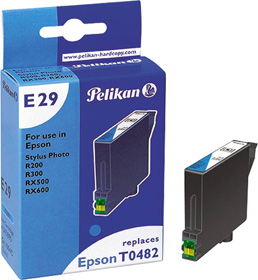 www.pelikan-hardcopy.com
E 29
Pelikan
For use in
Epson
Stylus Photo
R200
R300
RX500
RX600
E 29
replaces
Epson T0482